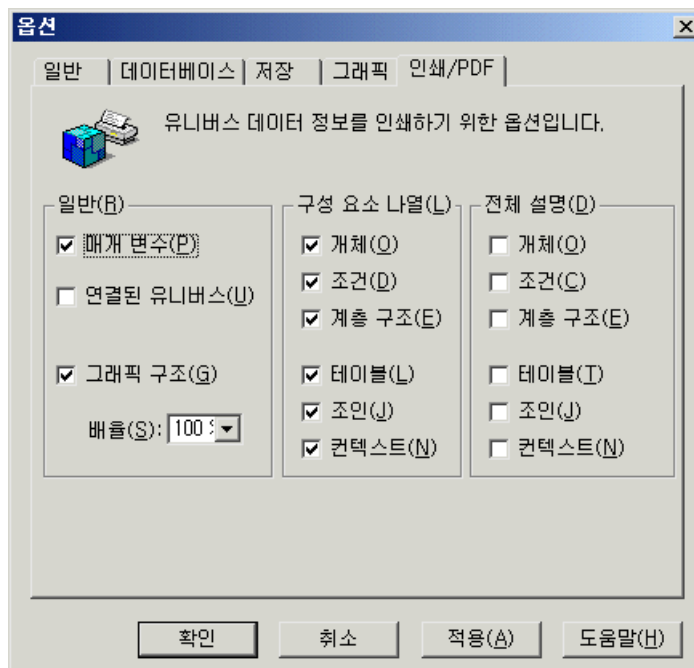 옵션
일반 데이터베이스 저장 그래픽 인쇄/PDF
유니버스 데이터 정보를 인쇄하기 위한 옵션입니다.
일반(R)
매개 변수(P)
연결된 유니버스(U)
그래픽 구조(G)
배율(S): 100 %
구성 요소 나열(L)
개체(O)
조건(D)
계층 구조(E)
테이블(L)
조인(J)
컨텍스트(N)
전체 설명(D)
개체(O)
조건(C)
계층 구조(E)
테이블(T)
조인(J)
컨텍스트(N)
확인 취소 적용(A) 도움말(H)